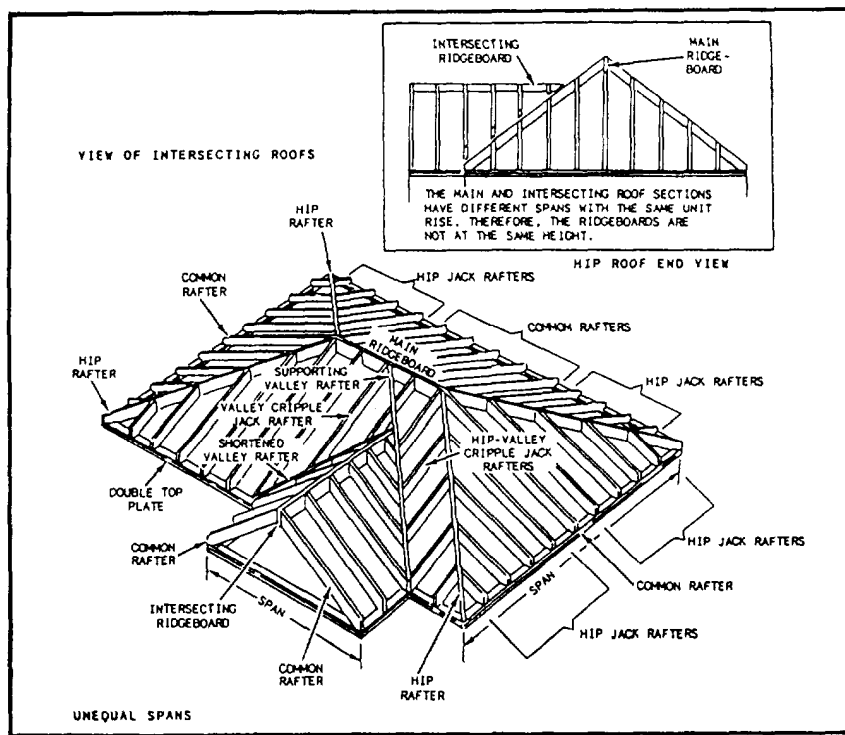 INTERSECTING
RIDGEBOARD
MAIN
RIDGE-
BOARD
VIEW OF INTERSECTING ROOFS
THE MAIN AND INTERSECTING ROOF SECTIONS
HAVE DIFFERENT SPANS WITH THE SAME UNIT
RISE. THEREFORE, THE RIDGEBOARDS ARE
NOT AT THE SAME HEIGHT.
HIP ROOF END VIEW
HIP
RAFTER
HIP JACK RAFTERS
COMMON
RAFTER
COMMON RAFTERS
HIP
RAFTER
MAIN
RIDGEBOARD
HIP JACK RAFTERS
SUPPORTING
VALLEY RAFTER
VALLEY CRIPPLE
JACK RAFTER
SHORTENED
VALLEY RAFTER
HIP-VALLEY
CRIPPLE JACK
RAFTERS
DOUBLE TOP
PLATE
COMMON
RAFTER
HIP JACK RAFTERS
SPAN
COMMON RAFTER
INTERSECTING
RIDGEBOARD
SPAN
HIP JACK RAFTERS
COMMON
RAFTER
HIP
RAFTER
UNEQUAL SPANS